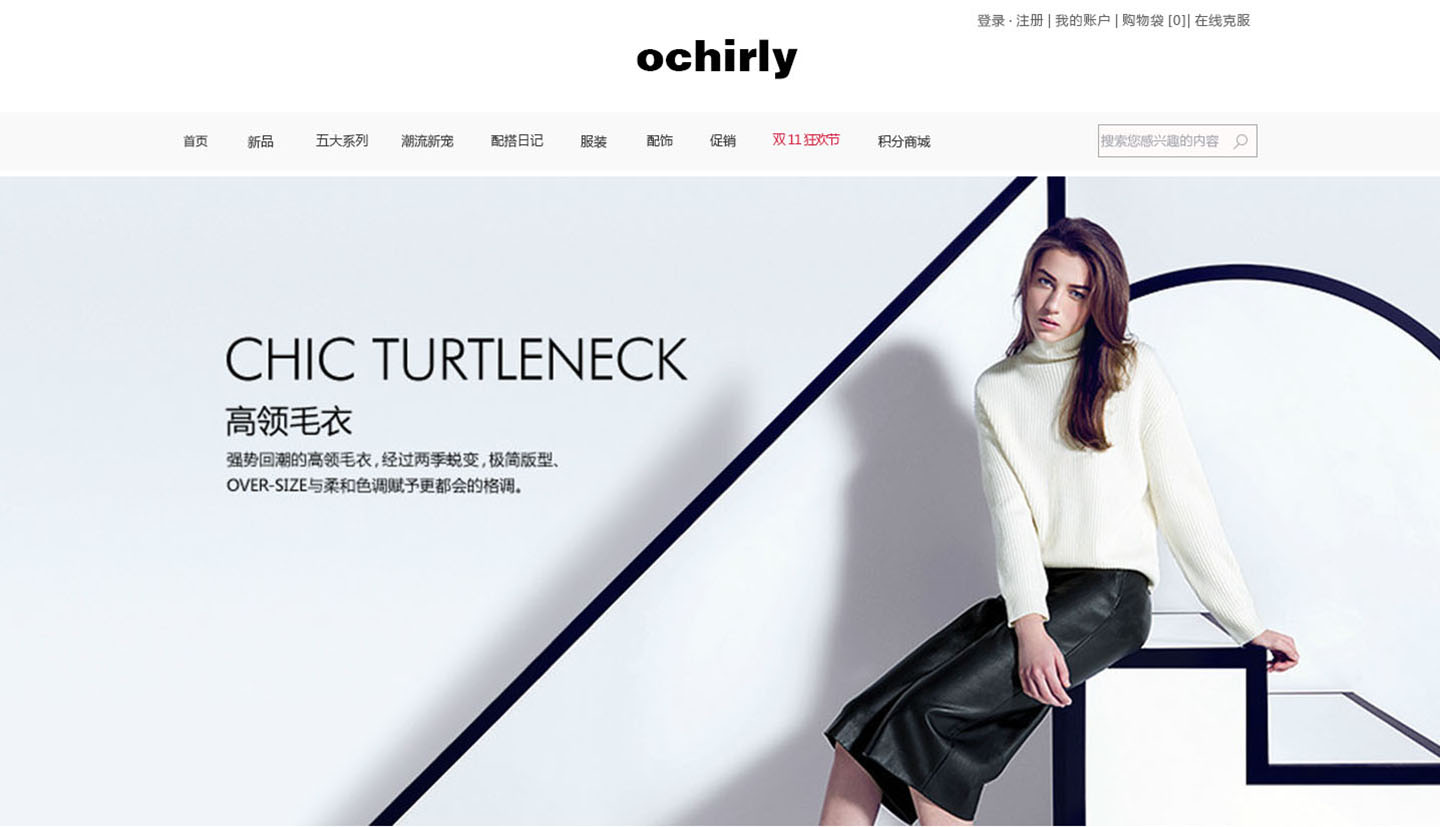 登录 · 注册 | 我的账户 | 购物袋 [0]| 在线克服
ochirly
首页 新品 五大系列 潮流新宠 配搭日记 服装 配饰 促销 双11狂欢节 积分商城 搜索您感兴趣的内容
CHIC TURTLENECK
高领毛衣
强势回潮的高领毛衣,经过两季蜕变,极简版型、
OVER-SIZE与柔和色调赋予更都会的格调。